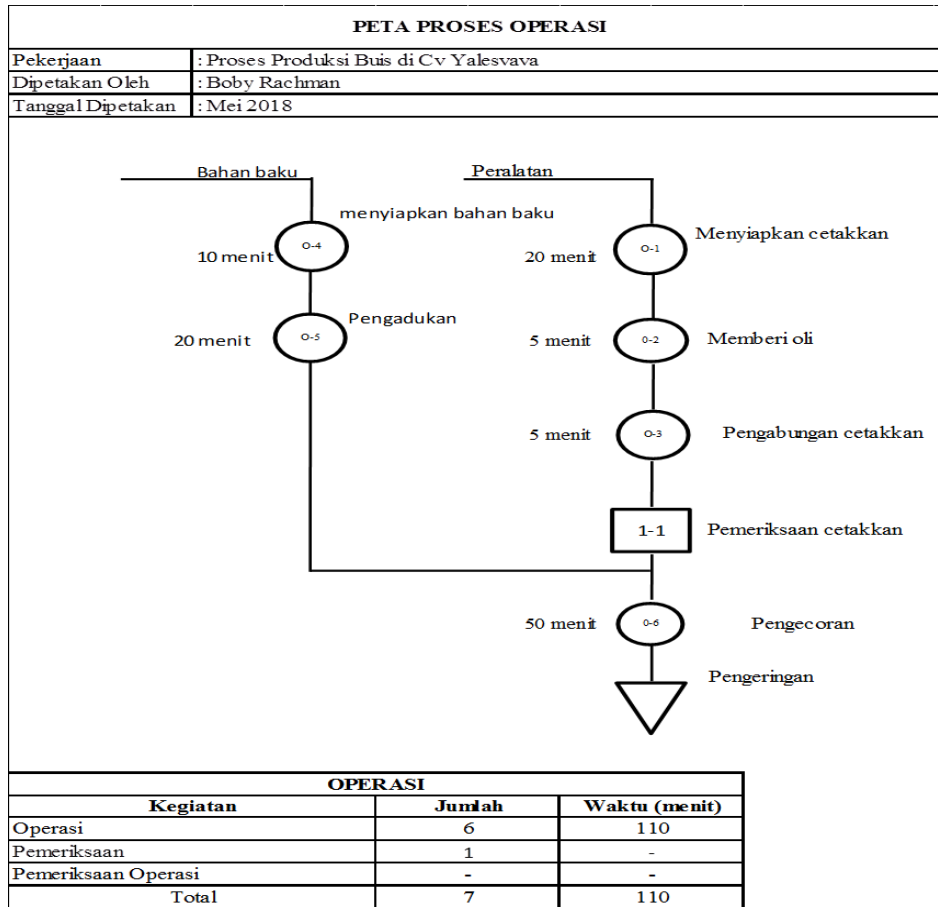 PETA PROSES OPERASI
Pekerjaan : Proses Produksi Buis di Cv Yalesvava
Dipetakan Oleh : Boby Rachman
Tanggal Dipetakan : Mei 2018
Bahan baku Peralatan
menyiapkan bahan baku Menyiapkan cetakkan
10 menit O-4 20 menit O-1
Pengadukan
20 menit O-5 5 menit 0-2 Memberi oli
5 menit O-3 Pengabungan cetakkan
1-1 Pemeriksaan cetakkan
50 menit 0-6 Pengecoran
Pengeringan
OPERASI
Kegiatan Jumlah Waktu (menit)
Operasi 6 110
Pemeriksaan 1 -
Pemeriksaan Operasi - -
Total 7 110